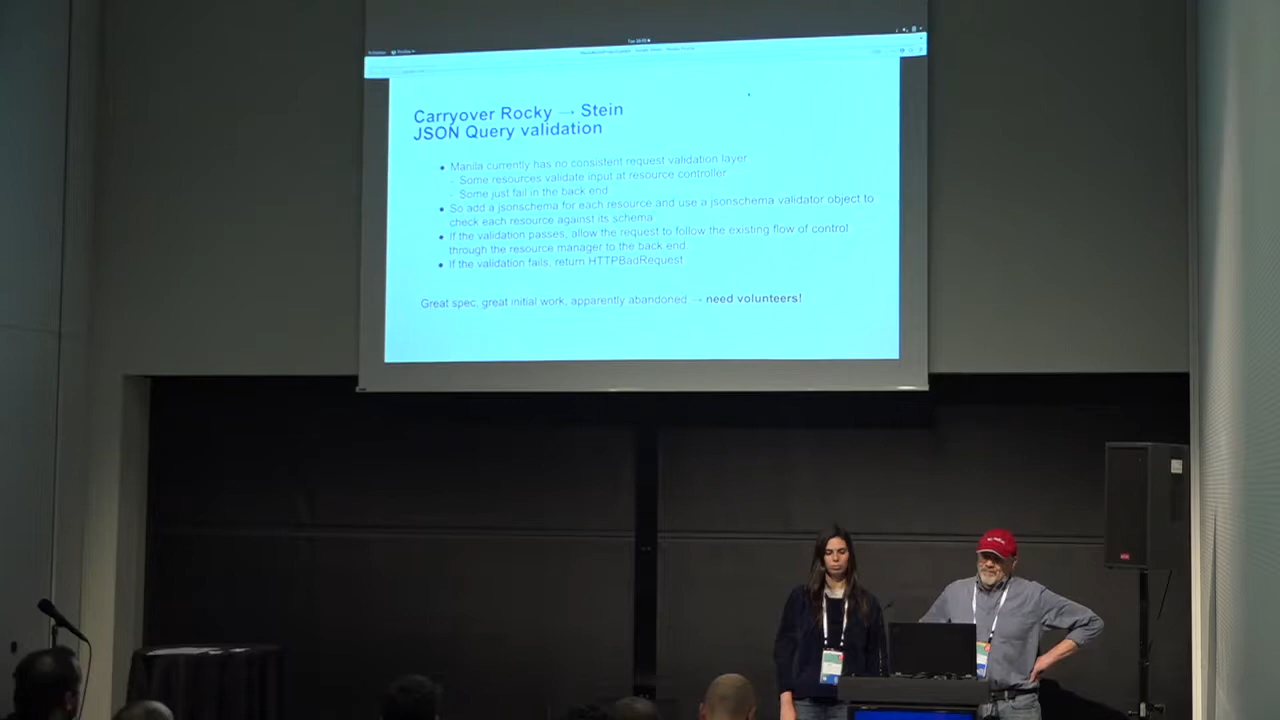 Carryover Rocky → Stein
JSON Query validation
● Manila currently has no consistent request validation layer
- Some resources validate input at resource controller
- Some just fail in the back end
● So add a jsonschema for each resource and use a jsonschema validator object to
check each resource against its schema
● If the validation passes, allow the request to follow the existing flow of control
through the resource manager to the back end.
● If the validation fails, return HTTPBadRequest
Great spec, great initial work, apparently abandoned → need volunteers!